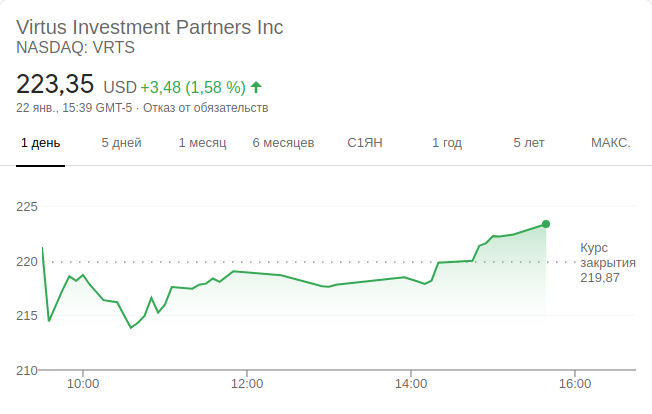 Virtus Investment Partners Inc
NASDAQ: VRTS
223,35 USD +3,48 (1,58 %)
22 янв., 15:39 GMT-5 · Отказ от обязательств
1 день 5 дней 1 месяц 6 месяцев С1ЯН 1 год 5 лет МАКС.
225
220
215
210
Курс
закрытия
219,87
10:00 12:00 14:00 16:00